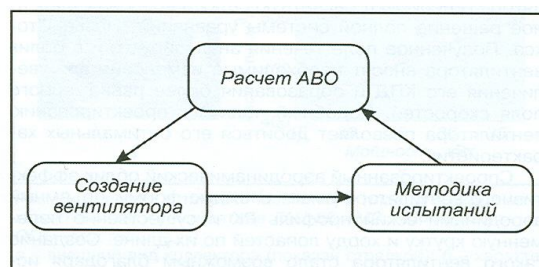 Расчет АВО
Создание
вентилятора
Методика
испытаний